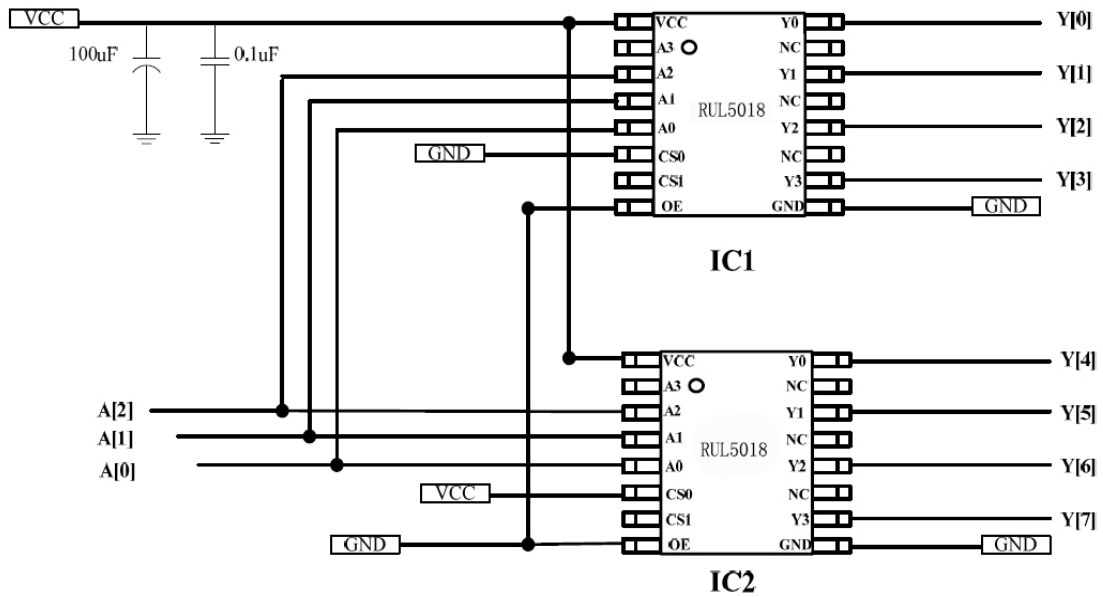 VCC
100uF
0.1uF
VCC
A3
A2
A1
A0
CS0
CS1
OE
RUL5018
Y0
NC
Y1
NC
Y2
NC
Y3
GND
Y[0]
Y[1]
Y[2]
Y[3]
GND
GND
IC1
A[2]
A[1]
A[0]
VCC
GND
VCC
A3
A2
A1
A0
CS0
CS1
OE
RUL5018
Y0
NC
Y1
NC
Y2
NC
Y3
GND
Y[4]
Y[5]
Y[6]
Y[7]
GND
IC2